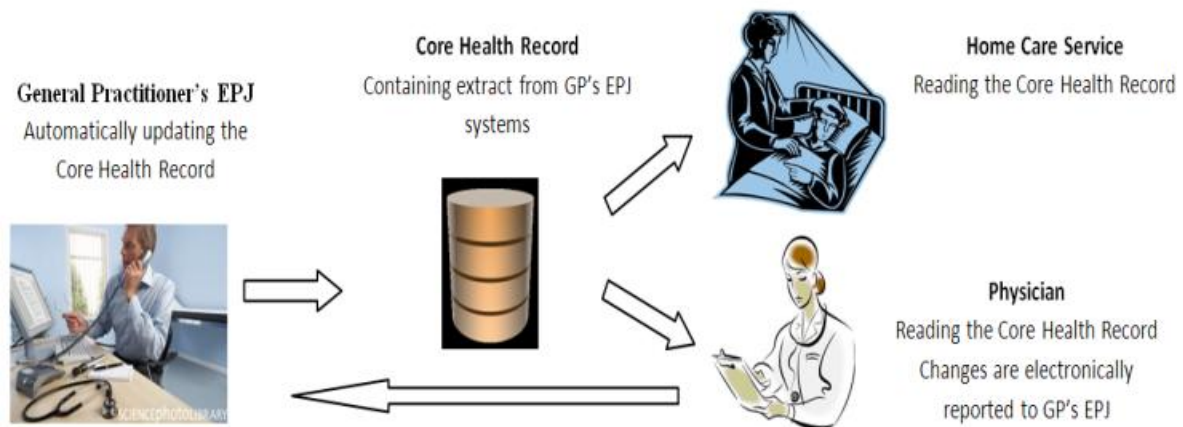 General Practitioner's EPJ
Automatically updating the
Core Health Record
SCIENCEPHOTOLIBRARY
Core Health Record
Containing extract from GP's EPJ
systems
Home Care Service
Reading the Core Health Record
Physician
Reading the Core Health Record
Changes are electronically
reported to GP's EPJ